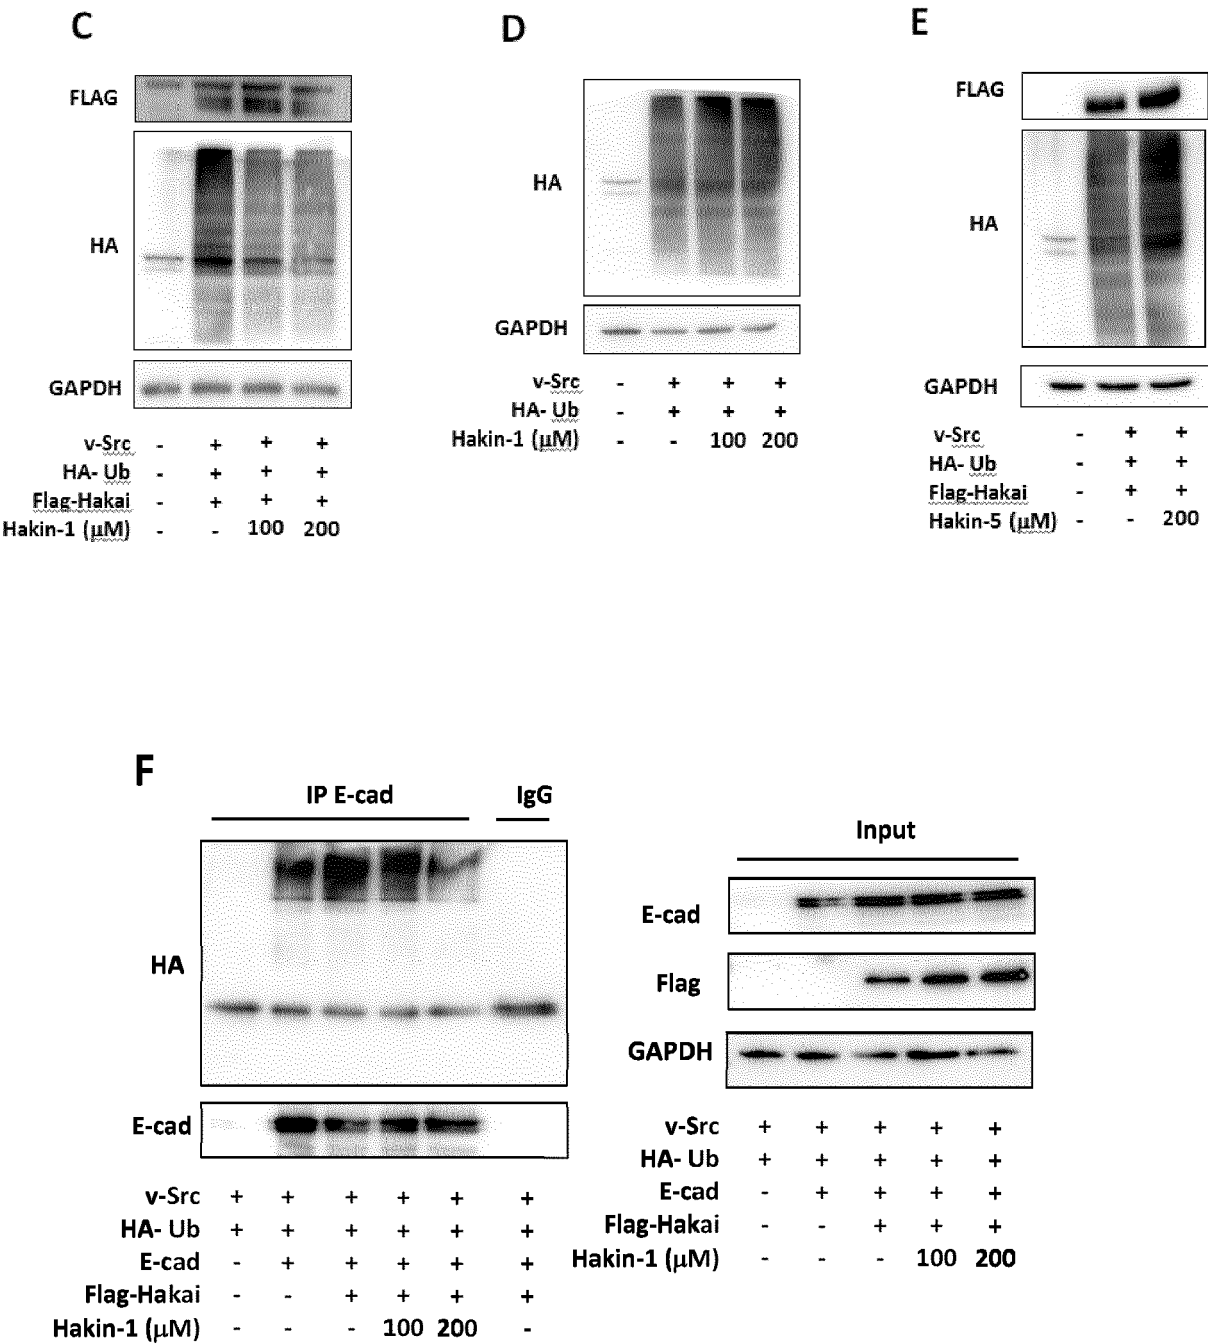 C
FLAG
HA
GAPDH
v-Src - + + +
HA- Ub - + + +
Flag-Hakai - + + +
Hakin-1 (μM) - - 100 200
D
HA
GAPDH
v-Src - + + +
HA- Ub - + + +
Hakin-1 (μM) - - 100 200
E
FLAG
HA
GAPDH
v-Src - + +
HA- Ub - + +
Flag-Hakai - + +
Hakin-5 (μM) - - 200
F
IP E-cad IgG
HA
E-cad
v-Src + + + + + +
HA- Ub + + + + + +
E-cad - + + + + +
Flag-Hakai - - + + + +
Hakin-1 (μM) - - - 100 200 -
Input
E-cad
Flag
GAPDH
v-Src + + + + +
HA- Ub + + + + +
E-cad - + + + +
Flag-Hakai - - + + +
Hakin-1 (μM) - - - 100 200